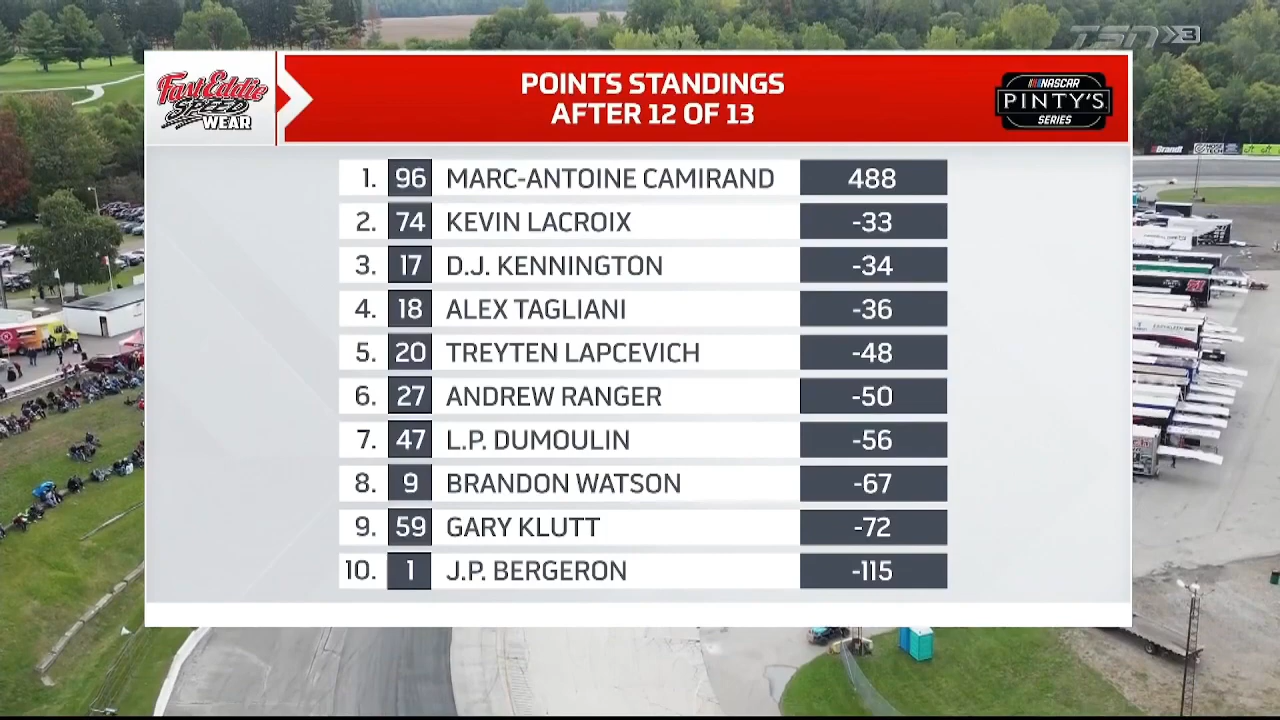 TSN 3
Fast Eddie
SPEED
WEAR
POINTS STANDINGS
AFTER 12 OF 13
NASCAR
PINTY'S
SERIES
1. 96 MARC-ANTOINE CAMIRAND 488
2. 74 KEVIN LACROIX -33
3. 17 D.J. KENNINGTON -34
4. 18 ALEX TAGLIANI -36
5. 20 TREYTEN LAPCEVICH -48
6. 27 ANDREW RANGER -50
7. 47 L.P. DUMOULIN -56
8. 9 BRANDON WATSON -67
9. 59 GARY KLUTT -72
10. 1 J.P. BERGERON -115